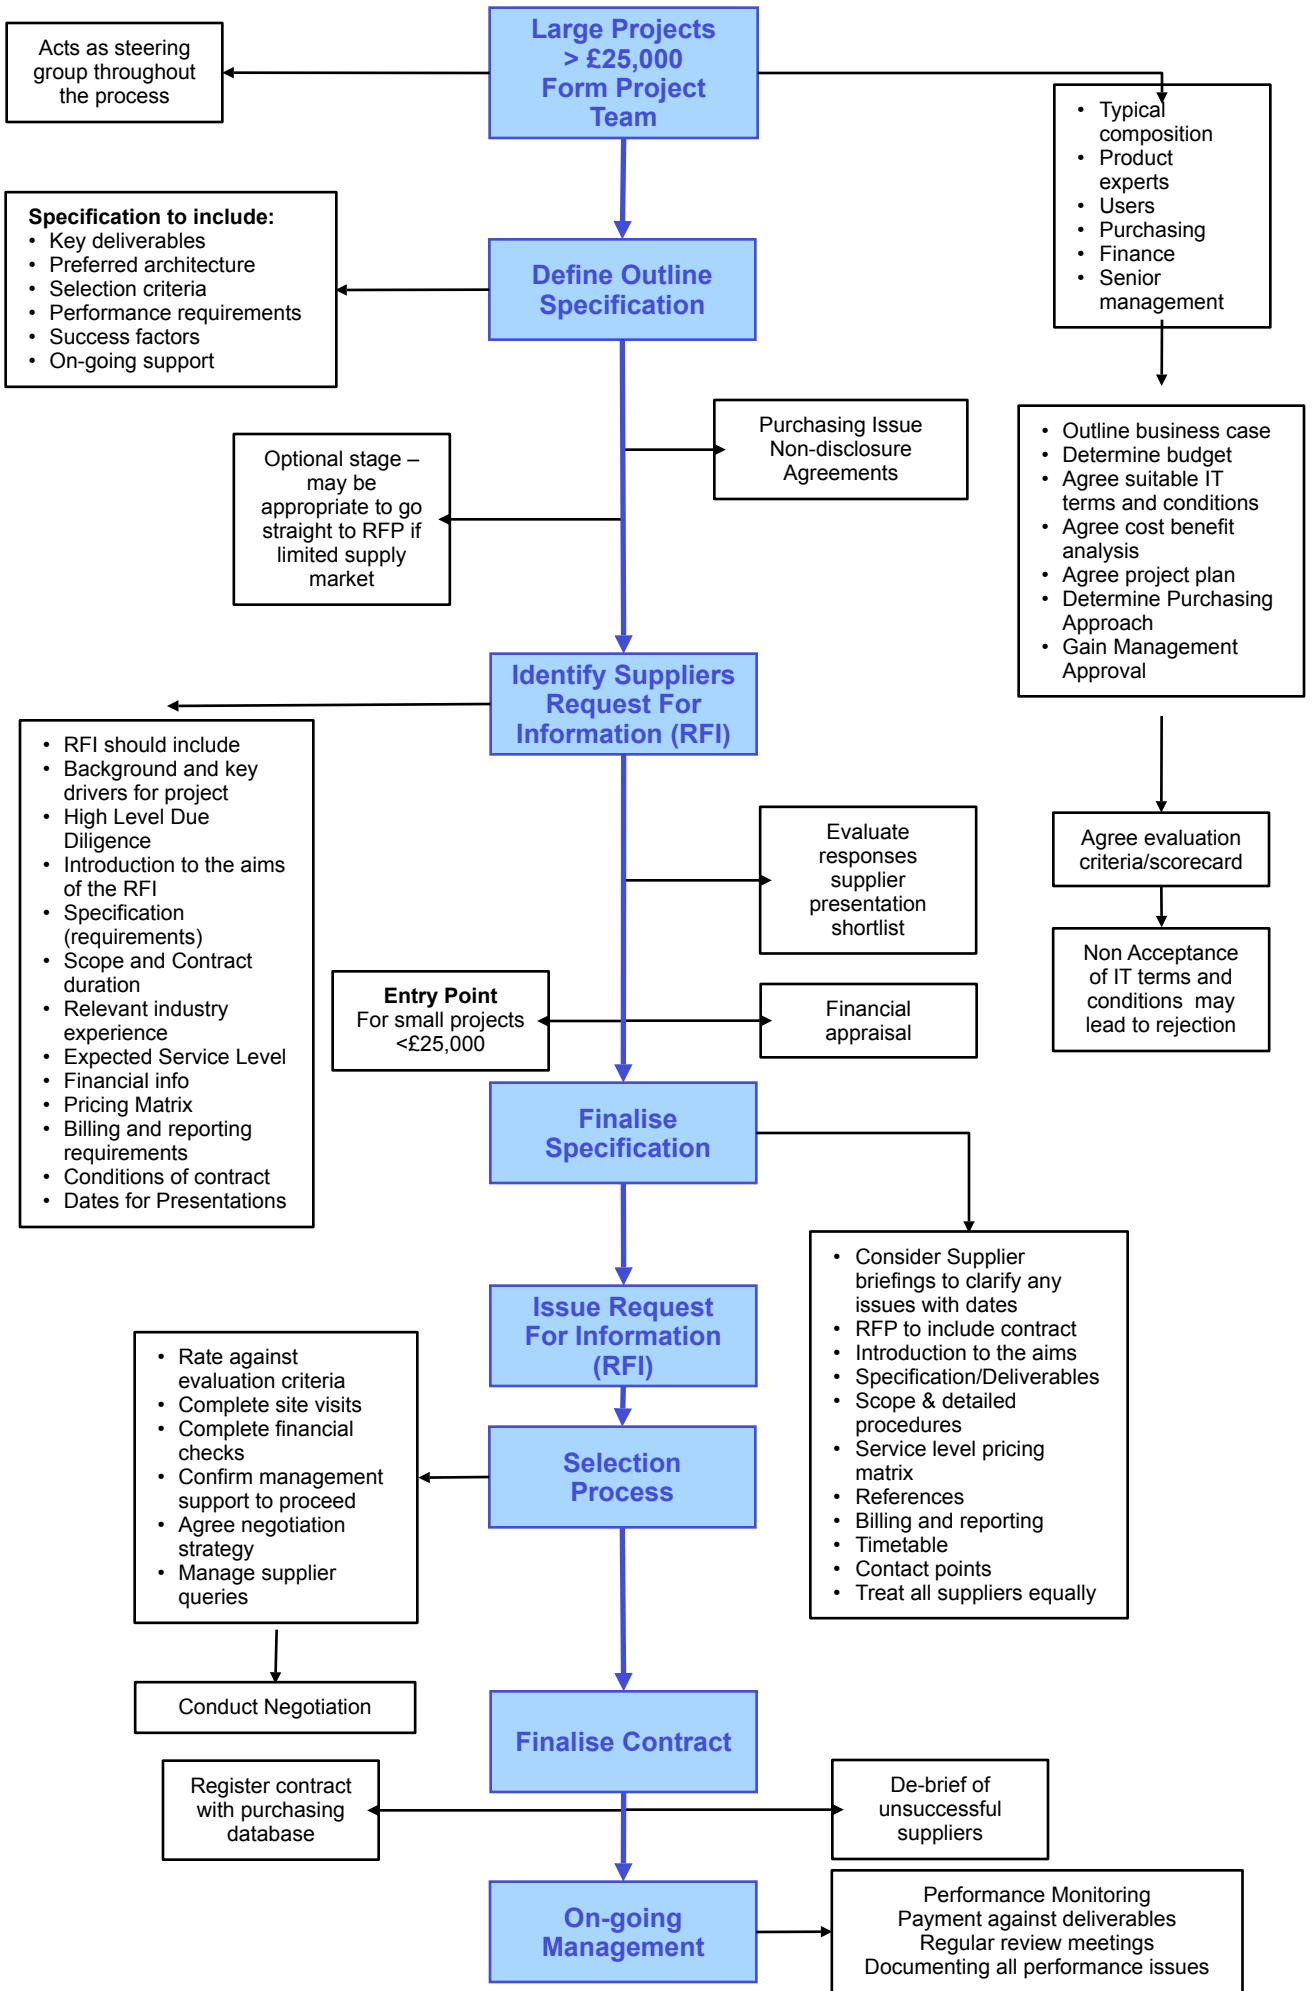 Large Projects
> £25,000
Form Project
Team
Acts as steering
group throughout
the process
• Typical
composition
• Product
experts
• Users
• Purchasing
• Finance
• Senior
management
Specification to include:
• Key deliverables
• Preferred architecture
• Selection criteria
• Performance requirements
• Success factors
• On-going support
Define Outline
Specification
Purchasing Issue
Non-disclosure
Agreements
Optional stage –
may be
appropriate to go
straight to RFP if
limited supply
market
• Outline business case
• Determine budget
• Agree suitable IT
terms and conditions
• Agree cost benefit
analysis
• Agree project plan
• Determine Purchasing
Approach
• Gain Management
Approval
Identify Suppliers
Request For
Information (RFI)
• RFI should include
• Background and key
drivers for project
• High Level Due
Diligence
• Introduction to the aims
of the RFI
• Specification
(requirements)
• Scope and Contract
duration
• Relevant industry
experience
• Expected Service Level
• Financial info
• Pricing Matrix
• Billing and reporting
requirements
• Conditions of contract
• Dates for Presentations
Evaluate
responses
supplier
presentation
shortlist
Agree evaluation
criteria/scorecard
Non Acceptance
of IT terms and
conditions  may
lead to rejection
Entry Point
For small projects
<£25,000
Financial
appraisal
Finalise
Specification
• Consider Supplier
briefings to clarify any
issues with dates
• RFP to include contract
• Introduction to the aims
• Specification/Deliverables
• Scope & detailed
procedures
• Service level pricing
matrix
• References
• Billing and reporting
• Timetable
• Contact points
• Treat all suppliers equally
Issue Request
For Information
(RFI)
• Rate against
evaluation criteria
• Complete site visits
• Complete financial
checks
• Confirm management
support to proceed
• Agree negotiation
strategy
• Manage supplier
queries
Selection
Process
Conduct Negotiation
Finalise Contract
Register contract
with purchasing
database
De-brief of
unsuccessful
suppliers
On-going
Management
Performance Monitoring
Payment against deliverables
Regular review meetings
Documenting all performance issues